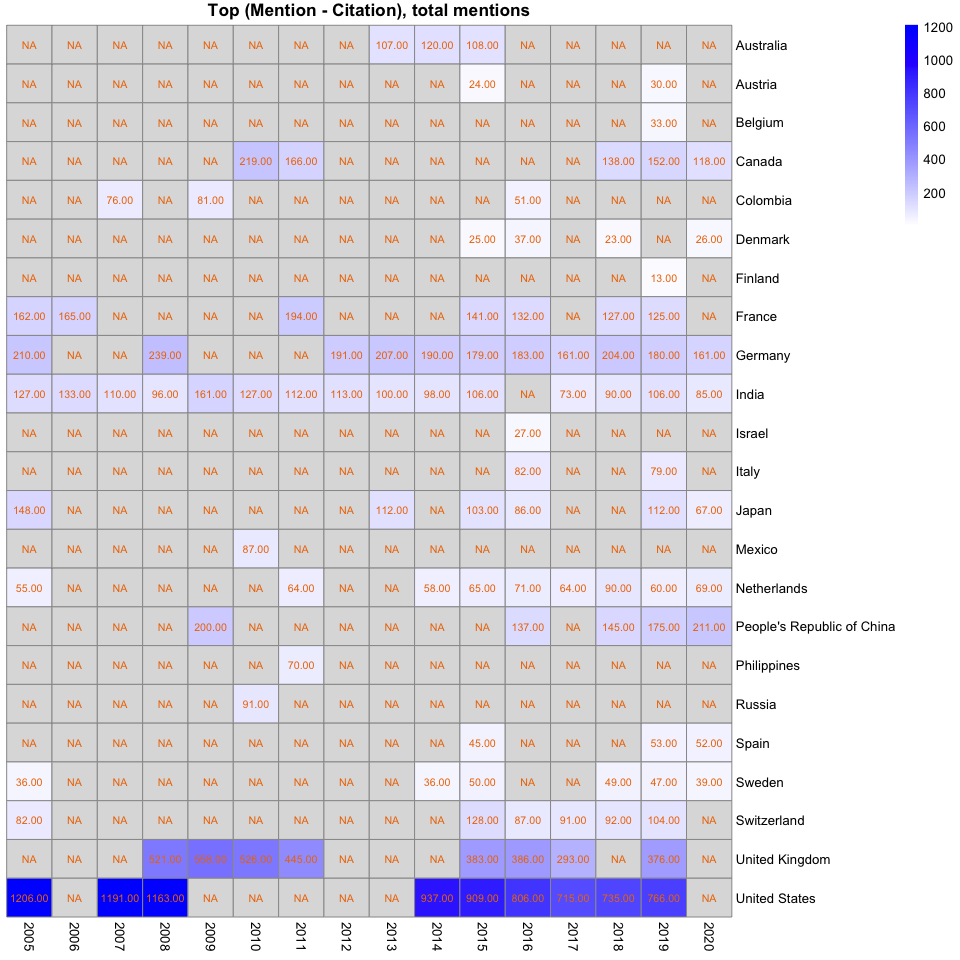 Top (Mention - Citation), total mentions
NA NA NA NA NA NA NA NA 107.00 120.00 108.00 NA NA NA NA NA Australia
NA NA NA NA NA NA NA NA NA NA 24.00 NA NA NA 30.00 NA Austria
NA NA NA NA NA NA NA NA NA NA NA NA NA NA 33.00 NA Belgium
NA NA NA NA NA 219.00 166.00 NA NA NA NA NA NA 138.00 152.00 118.00 Canada
NA NA 76.00 NA 81.00 NA NA NA NA NA NA 51.00 NA NA NA NA Colombia
NA NA NA NA NA NA NA NA NA NA 25.00 37.00 NA 23.00 NA 26.00 Denmark
NA NA NA NA NA NA NA NA NA NA NA NA NA NA 13.00 NA Finland
162.00 165.00 NA NA NA NA 194.00 NA NA NA 141.00 132.00 NA 127.00 125.00 NA France
210.00 NA NA 239.00 NA NA NA 191.00 207.00 190.00 179.00 183.00 161.00 204.00 180.00 161.00 Germany
127.00 133.00 110.00 96.00 161.00 127.00 112.00 113.00 100.00 98.00 106.00 NA 73.00 90.00 106.00 85.00 India
NA NA NA NA NA NA NA NA NA NA NA 27.00 NA NA NA NA Israel
NA NA NA NA NA NA NA NA NA NA NA 82.00 NA NA 79.00 NA Italy
148.00 NA NA NA NA NA NA NA 112.00 NA 103.00 86.00 NA NA 112.00 67.00 Japan
NA NA NA NA NA 87.00 NA NA NA NA NA NA NA NA NA NA Mexico
55.00 NA NA NA NA NA 64.00 NA NA 58.00 65.00 71.00 64.00 90.00 60.00 69.00 Netherlands
NA NA NA NA 200.00 NA NA NA NA NA NA 137.00 NA 145.00 175.00 211.00 People's Republic of China
NA NA NA NA NA NA 70.00 NA NA NA NA NA NA NA NA NA Philippines
NA NA NA NA NA 91.00 NA NA NA NA NA NA NA NA NA NA Russia
NA NA NA NA NA NA NA NA NA NA 45.00 NA NA NA 53.00 52.00 Spain
36.00 NA NA NA NA NA NA NA NA 36.00 50.00 NA NA 49.00 47.00 39.00 Sweden
82.00 NA NA NA NA NA NA NA NA NA 128.00 87.00 91.00 92.00 104.00 NA Switzerland
NA NA NA 445.00 NA NA NA 383.00 386.00 293.00 NA 376.00 NA United Kingdom
1206.00 NA 1191.00 1163.00 NA NA NA NA NA 937.00 909.00 806.00 715.00 735.00 766.00 NA United States
2005 2006 2007 2008 2009 2010 2011 2012 2013 2014 2015 2016 2017 2018 2019 2020
1200
1000
800
600
400
200